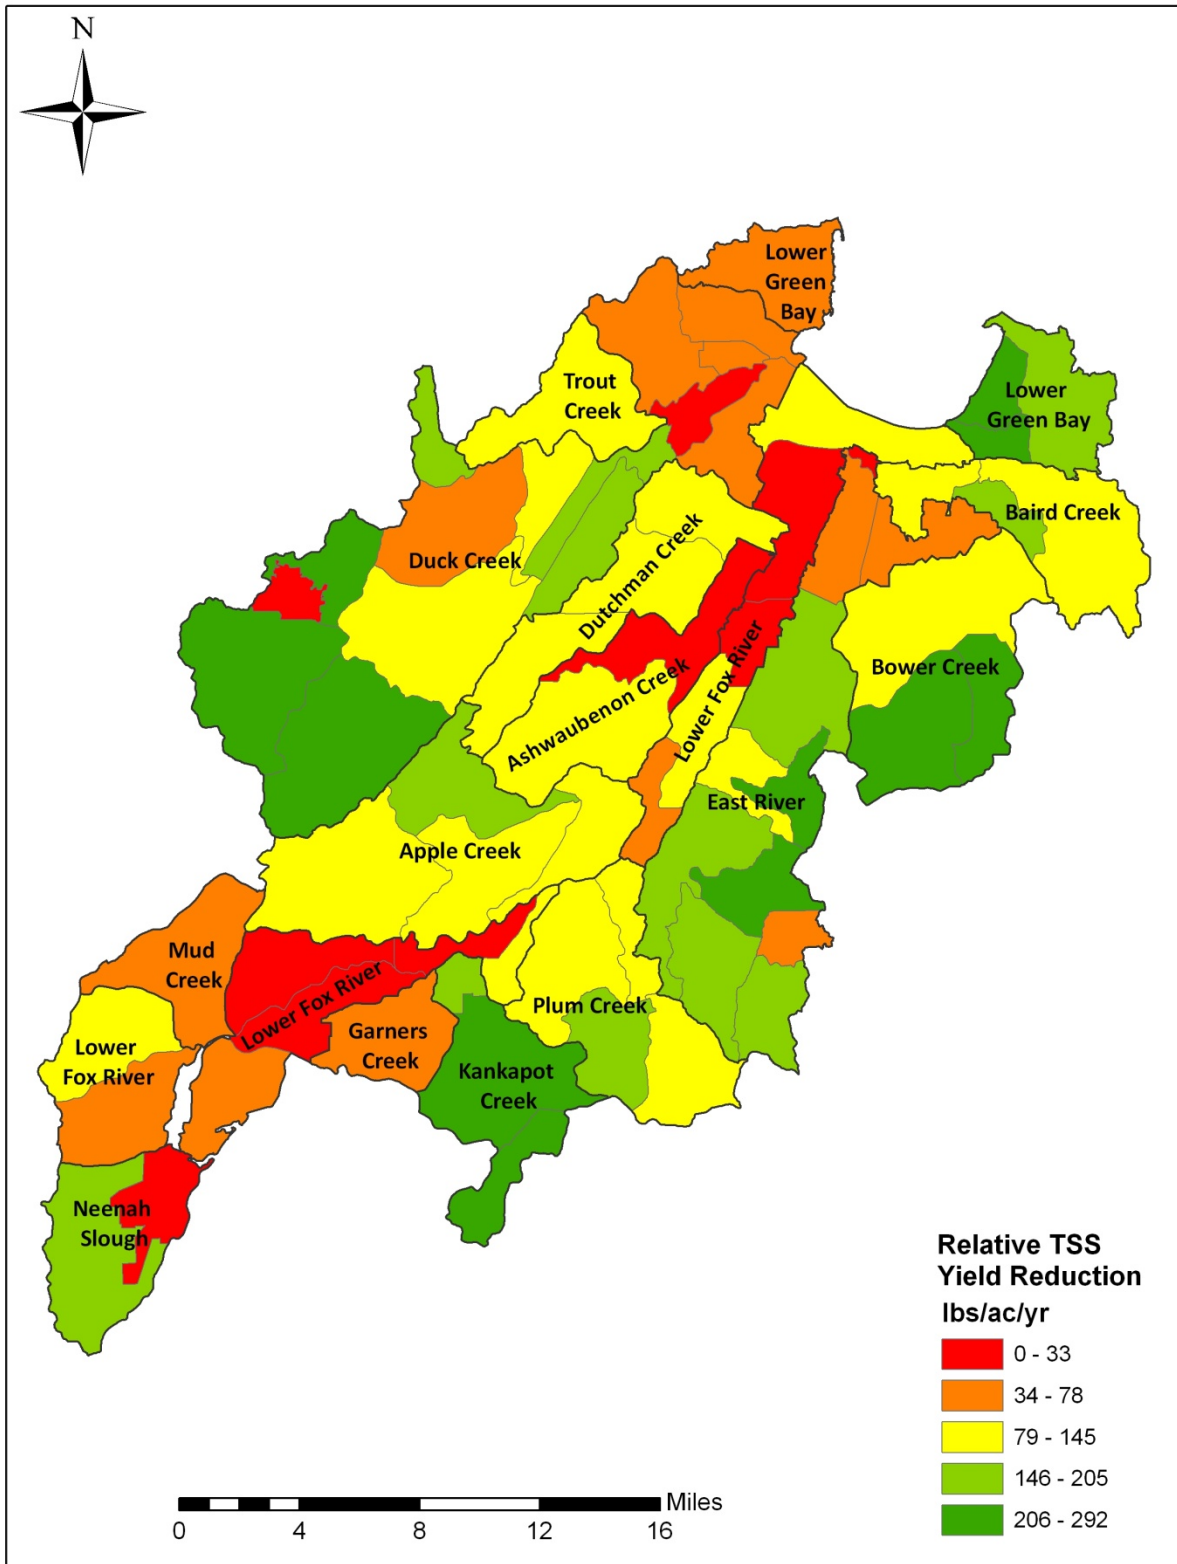 N
Lower
Green
Bay
Trout
Creek
Lower
Green Bay
Baird Creek
Duck Creek
Dutchman Creek
Bower Creek
Ashwaubenon Creek
Lower Fox River
East River
Apple Creek
Mud
Creek
Lower Fox River
Plum Creek
Garners
Creek
Lower
Fox River
Kankapot
Creek
Neenah
Slough
Relative TSS
Yield Reduction
lbs/ac/yr
0 - 33
34 - 78
79 - 145
146 - 205
206 - 292
Miles
0 4 8 12 16